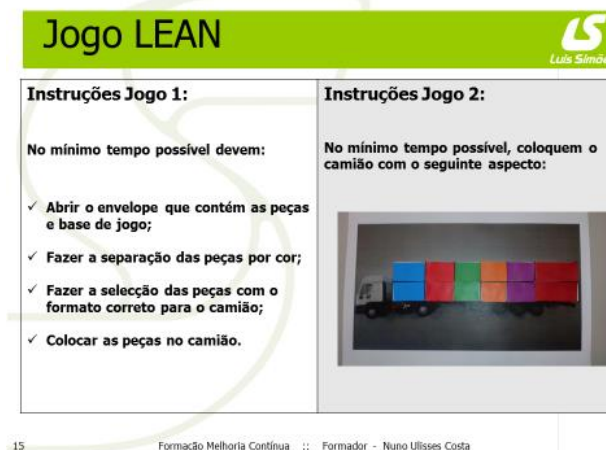 Jogo LEAN
LS
Luís Simões
Instruções Jogo 1:
No mínimo tempo possível devem:
✓ Abrir o envelope que contém as peças
e base de jogo;
✓ Fazer a separação das peças por cor;
✓ Fazer a selecção das peças com o
formato correto para o camião;
✓ Colocar as peças no camião.
Instruções Jogo 2:
No mínimo tempo possível, coloquem o
camião com o seguinte aspecto:
15
Formação Melhoria Contínua :: Formador - Nuno Ulisses Costa